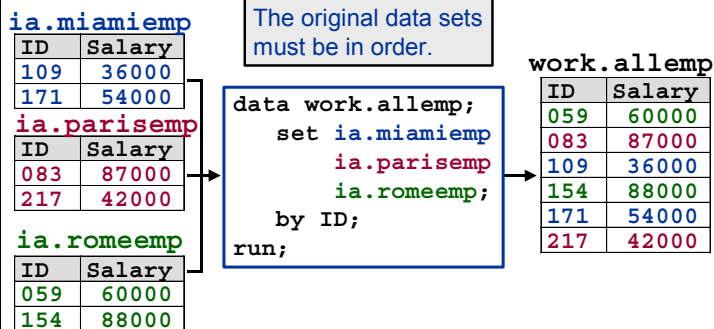 ia.miamiemp
ID Salary
109 36000
171 54000
ia.parisemp
ID Salary
083 87000
217 42000
ia.romeemp
ID Salary
059 60000
154 88000
The original data sets
must be in order.
data work.allemp;
set ia.miamiemp
ia.parisemp
ia.romeemp;
by ID;
run;
work.allemp
ID Salary
059 60000
083 87000
109 36000
154 88000
171 54000
217 42000